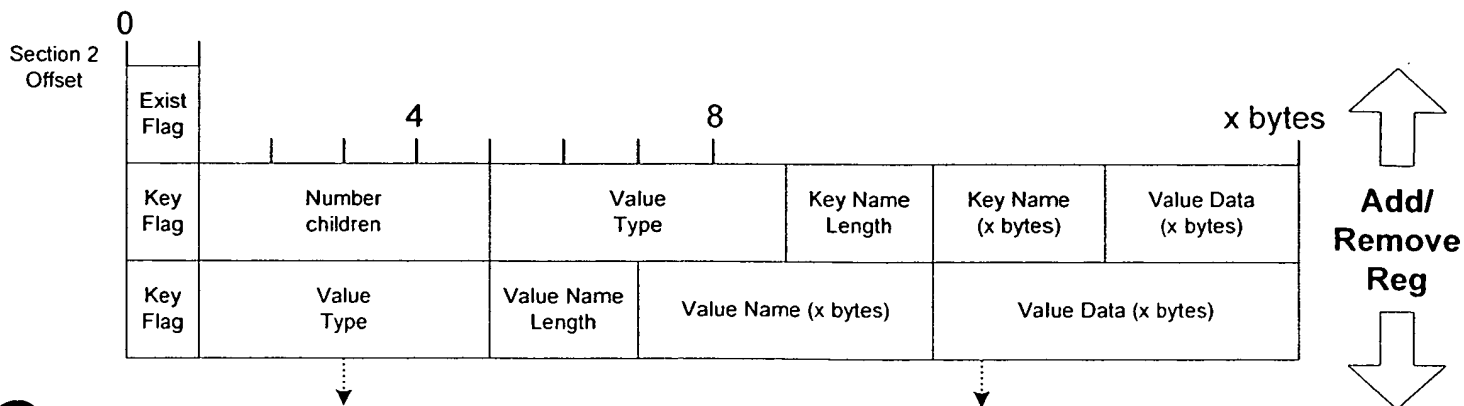 0
Section 2
Offset
Exist
Flag
4
8
x bytes
Key
Flag
Number
children
Value
Type
Key Name
Length
Key Name
(x bytes)
Value Data
(x bytes)
Add/
Remove
Reg
Key
Flag
Value
Type
Value Name
Length
Value Name (x bytes)
Value Data (x bytes)